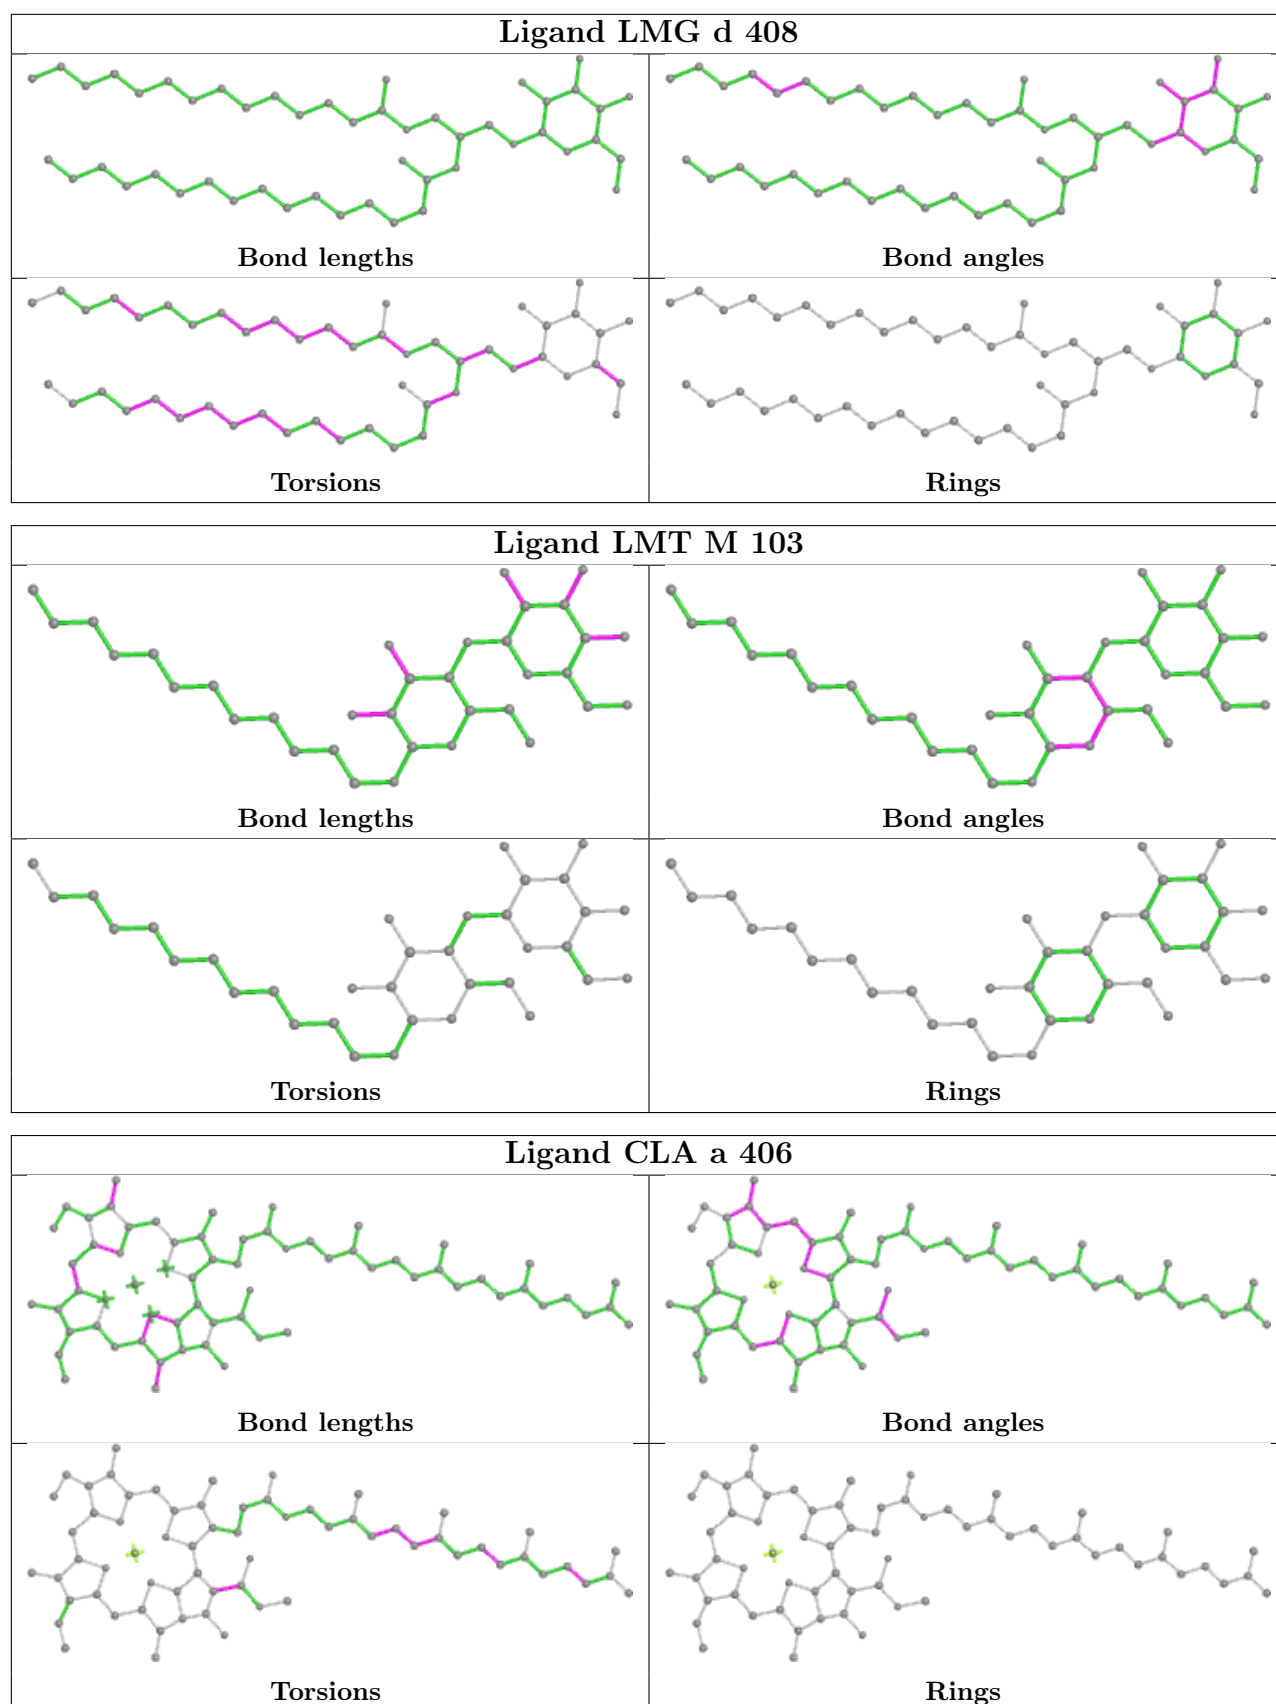 Ligand LMG d 408
Bond lengths
Bond angles
Torsions
Rings
Ligand LMT M 103
Bond lengths
Bond angles
Torsions
Rings
Ligand CLA a 406
Bond lengths
Bond angles
Torsions
Rings